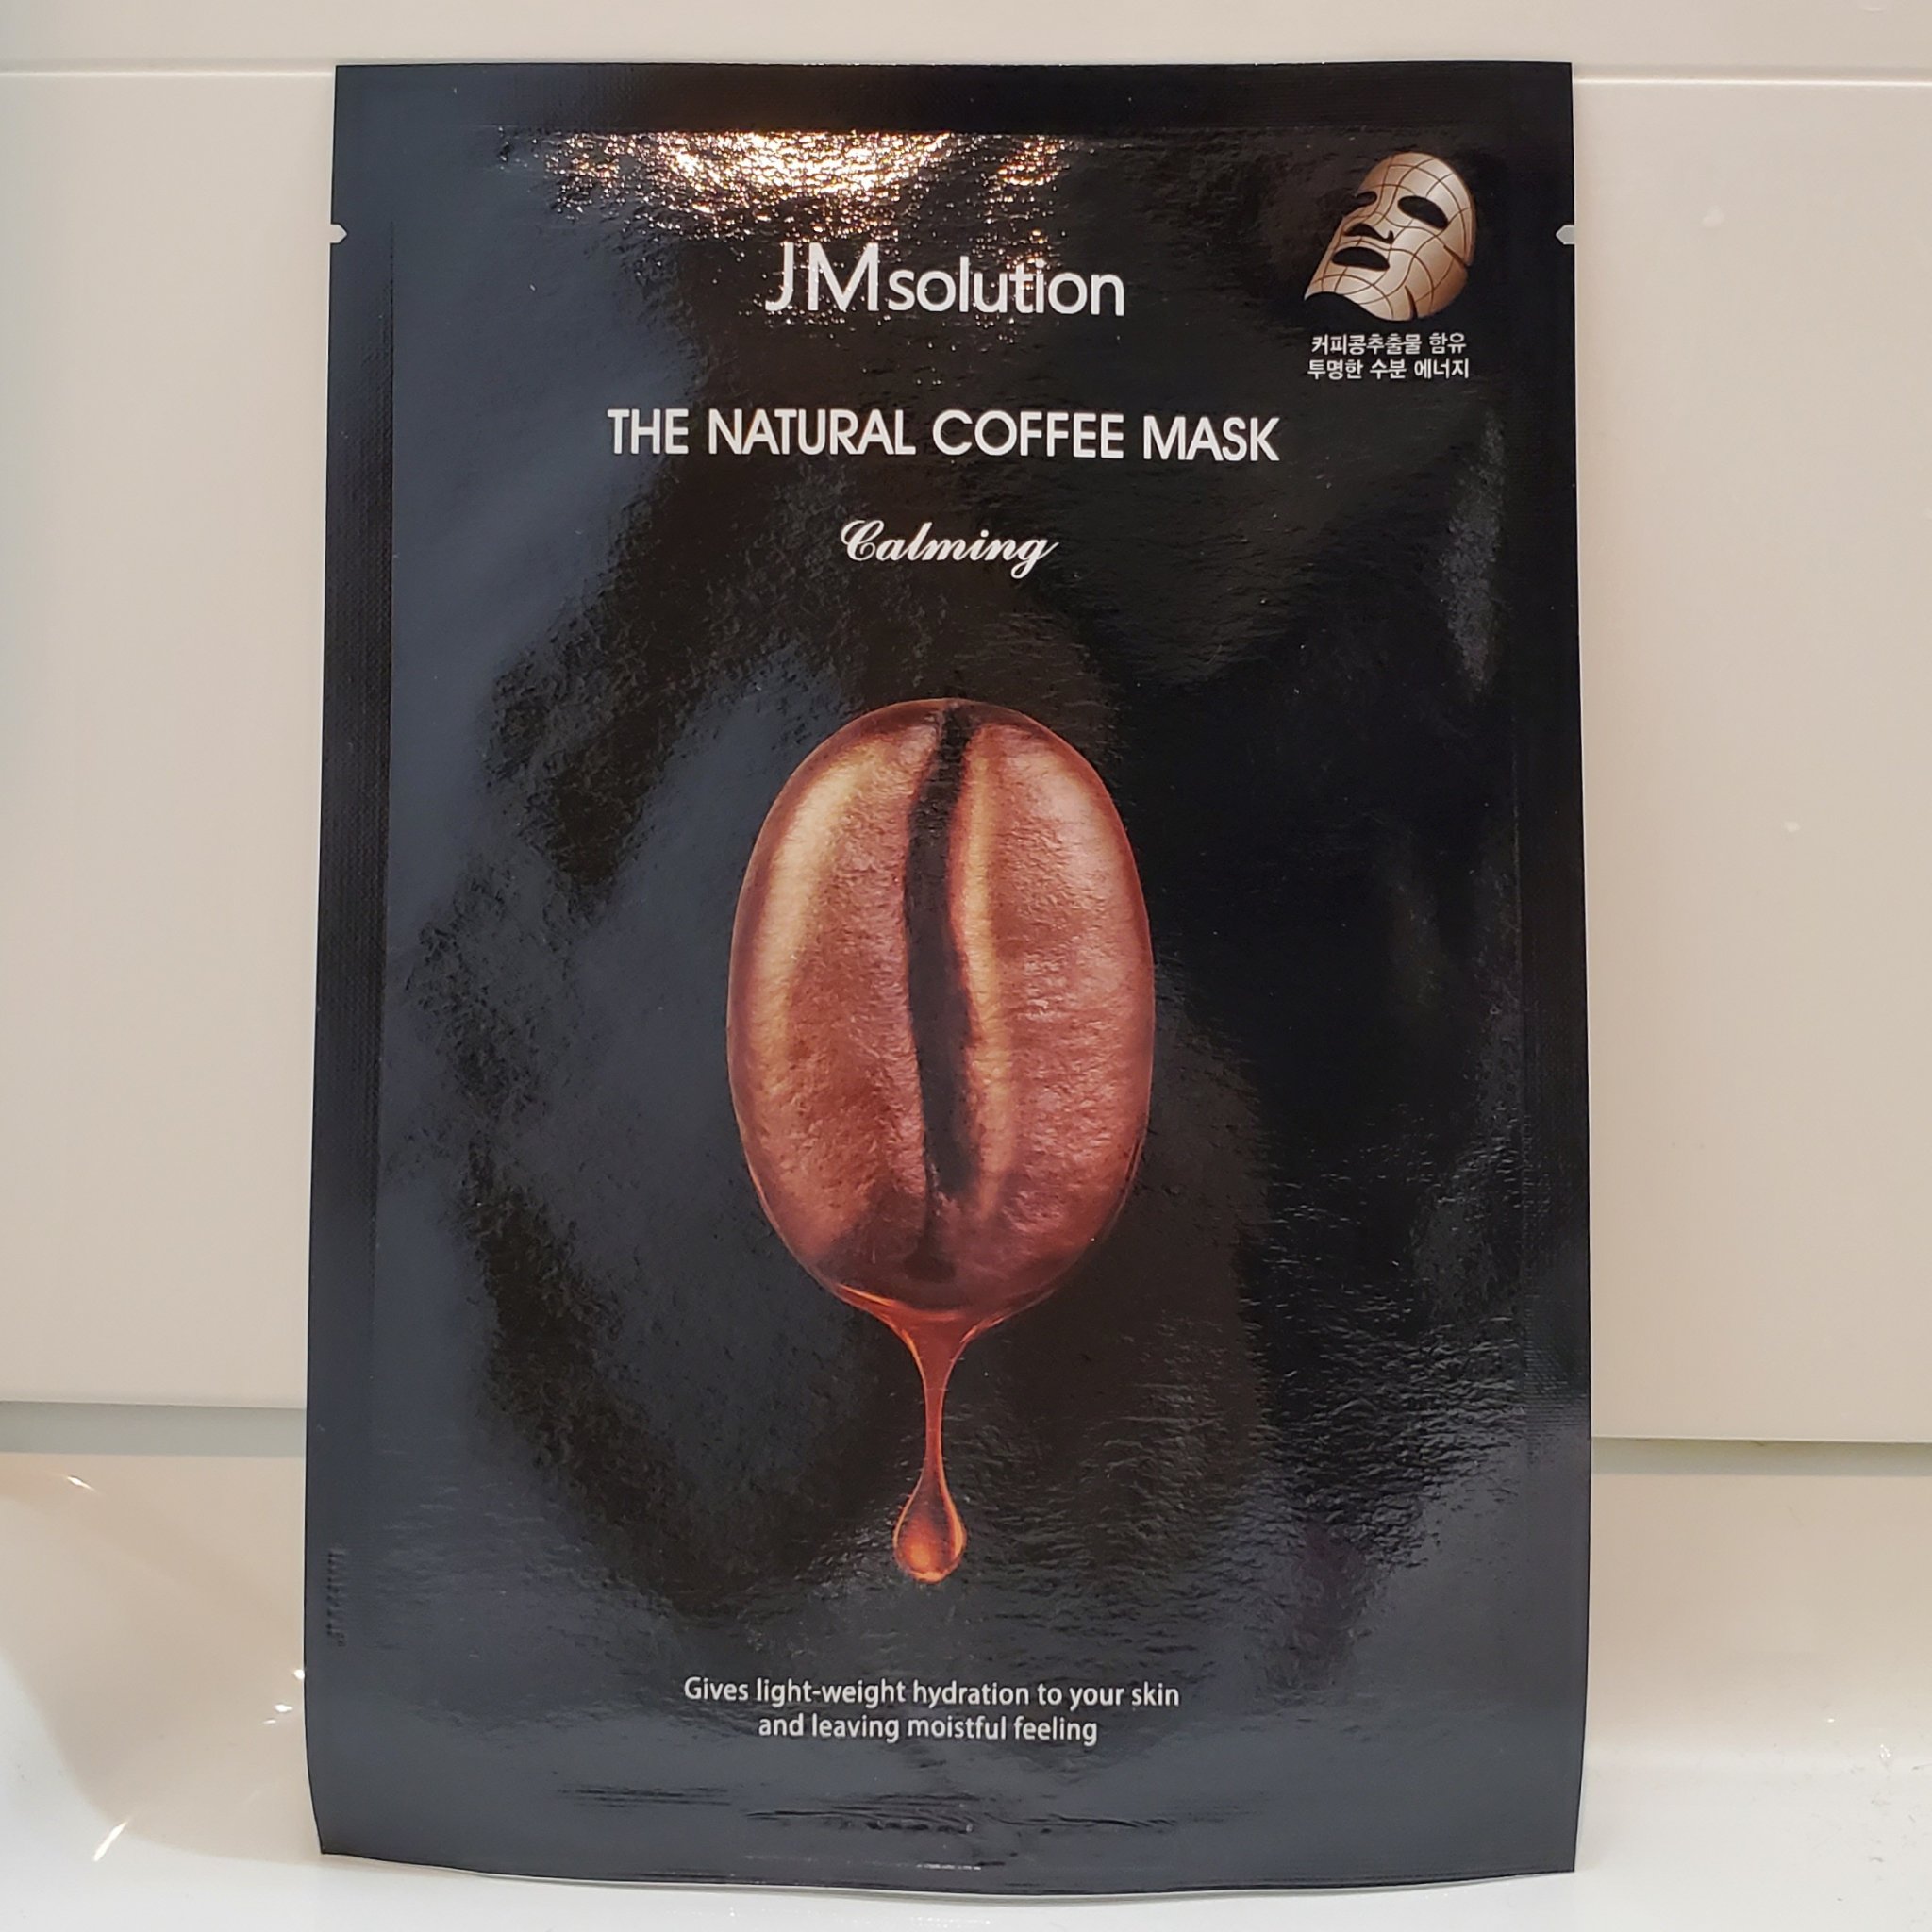 JMsolution
커피콩추출물 함유
투명한 수분 에너지
THE NATURAL COFFEE MASK
Calming
Gives light-weight hydration to your skin
and leaving moistful feeling